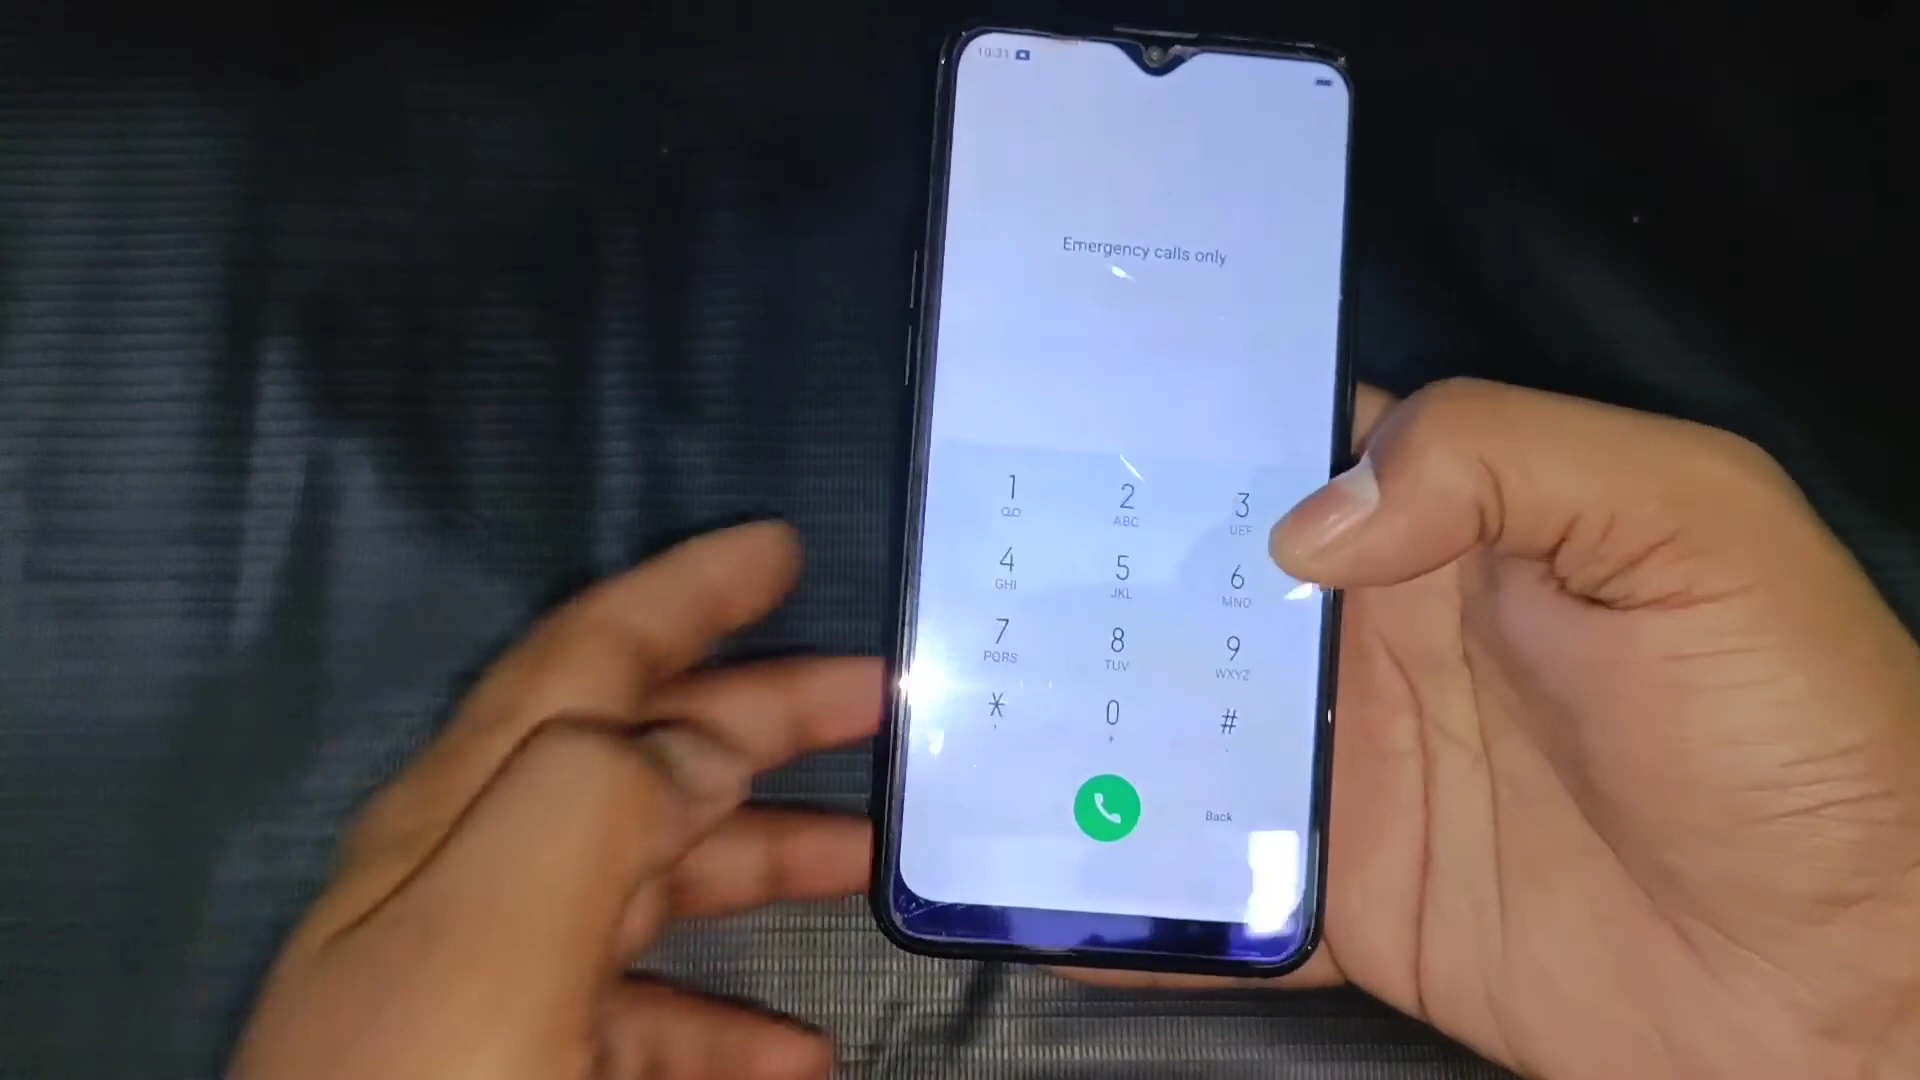 10:31
Emergency calls only
1 2 3
ABC DEF
4 5 6
GHI JKL MNO
7 8 9
PQRS TUV WXYZ
* 0 #
, + .
Back